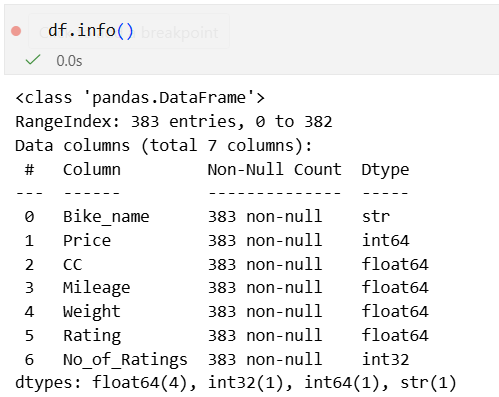 df.info()
breakpoint
0.0s
<class 'pandas.DataFrame'>
RangeIndex: 383 entries, 0 to 382
Data columns (total 7 columns):
 #   Column         Non-Null Count  Dtype
---  ------         --------------  -----
 0   Bike_name      383 non-null    str
 1   Price          383 non-null    int64
 2   CC             383 non-null    float64
 3   Mileage        383 non-null    float64
 4   Weight         383 non-null    float64
 5   Rating         383 non-null    float64
 6   No_of_Ratings  383 non-null    int32
dtypes: float64(4), int32(1), int64(1), str(1)